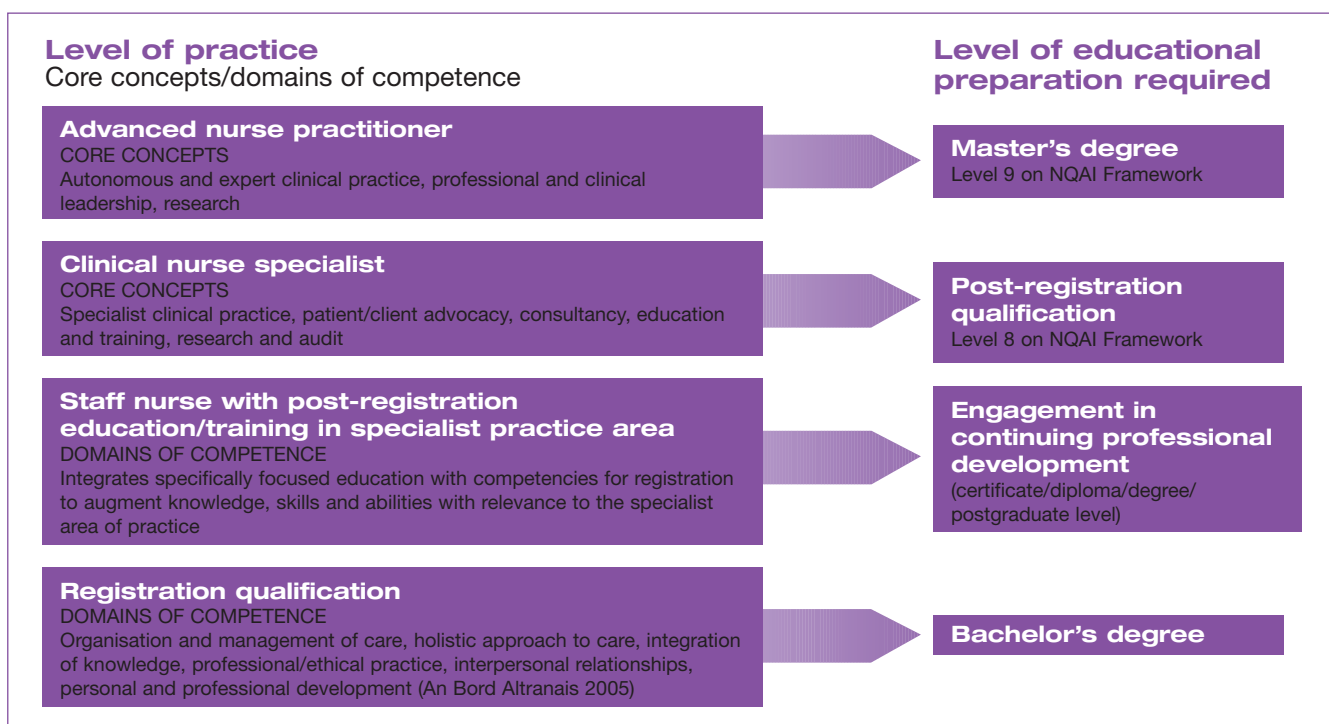 Level of practice
Core concepts/domains of competence
Level of educational
preparation required
Advanced nurse practitioner
CORE CONCEPTS
Autonomous and expert clinical practice, professional and clinical
leadership, research
Master's degree
Level 9 on NQAI Framework
Clinical nurse specialist
CORE CONCEPTS
Specialist clinical practice, patient/client advocacy, consultancy, education
and training, research and audit
Post-registration
qualification
Level 8 on NQAI Framework
Staff nurse with post-registration
education/training in specialist practice area
DOMAINS OF COMPETENCE
Integrates specifically focused education with competencies for registration
to augment knowledge, skills and abilities with relevance to the specialist
area of practice
Engagement in
continuing professional
development
(certificate/diploma/degree/
postgraduate level)
Registration qualification
DOMAINS OF COMPETENCE
Organisation and management of care, holistic approach to care, integration
of knowledge, professional/ethical practice, interpersonal relationships,
personal and professional development (An Bord Altranais 2005)
Bachelor's degree